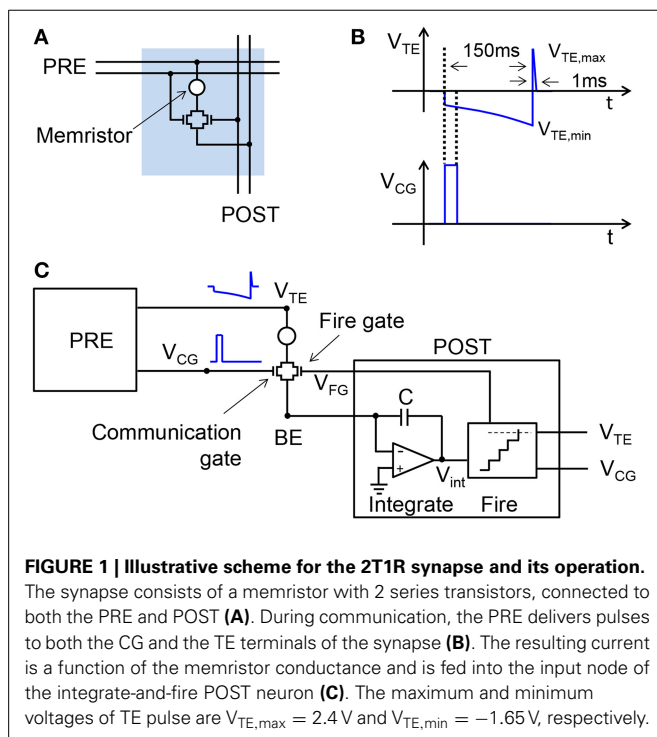 A
PRE
Memristor
POST
B
V_TE
150ms
V_TE,max
1ms
t
V_TE,min
V_CG
t
C
PRE
V_TE
V_CG
Fire gate
V_FG
Communication
gate
BE
POST
C
-
+
V_int
Integrate
Fire
V_TE
V_CG
FIGURE 1 | Illustrative scheme for the 2T1R synapse and its operation.
The synapse consists of a memristor with 2 series transistors, connected to
both the PRE and POST (A). During communication, the PRE delivers pulses
to both the CG and the TE terminals of the synapse (B). The resulting current
is a function of the memristor conductance and is fed into the input node of
the integrate-and-fire POST neuron (C). The maximum and minimum
voltages of TE pulse are V_TE,max = 2.4 V and V_TE,min = −1.65 V, respectively.